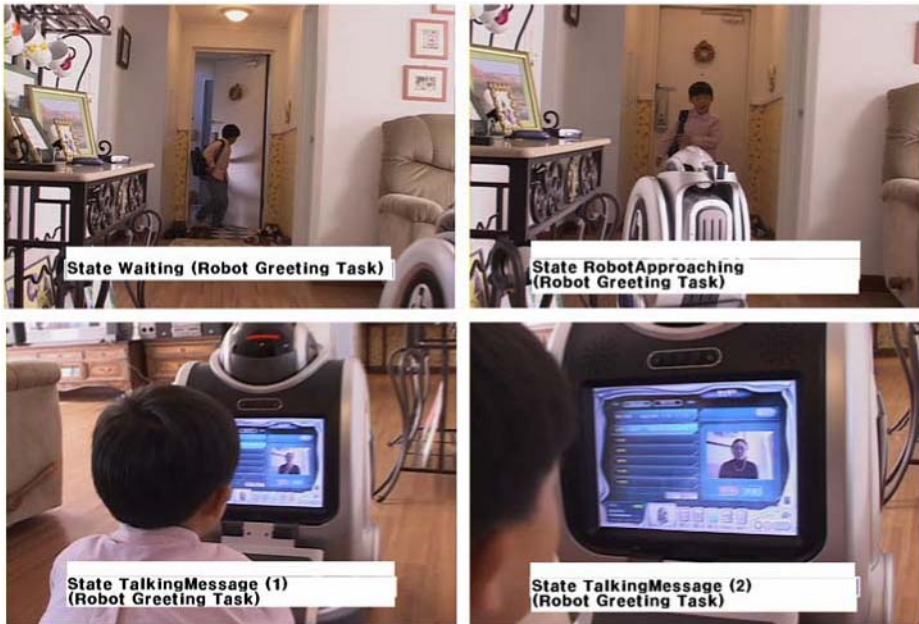 State Waiting (Robot Greeting Task)
State RobotApproaching
(Robot Greeting Task)
State TalkingMessage (1)
(Robot Greeting Task)
State TalkingMessage (2)
(Robot Greeting Task)